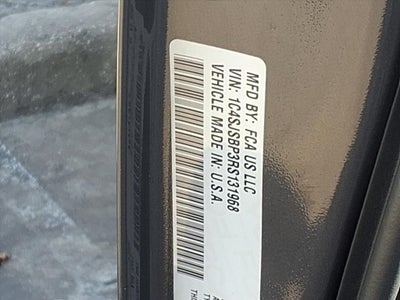 MFD BY: FCA US LLC
VIN: 1C4SJSBP3RS131968
VEHICLE MADE IN: U.S.A.